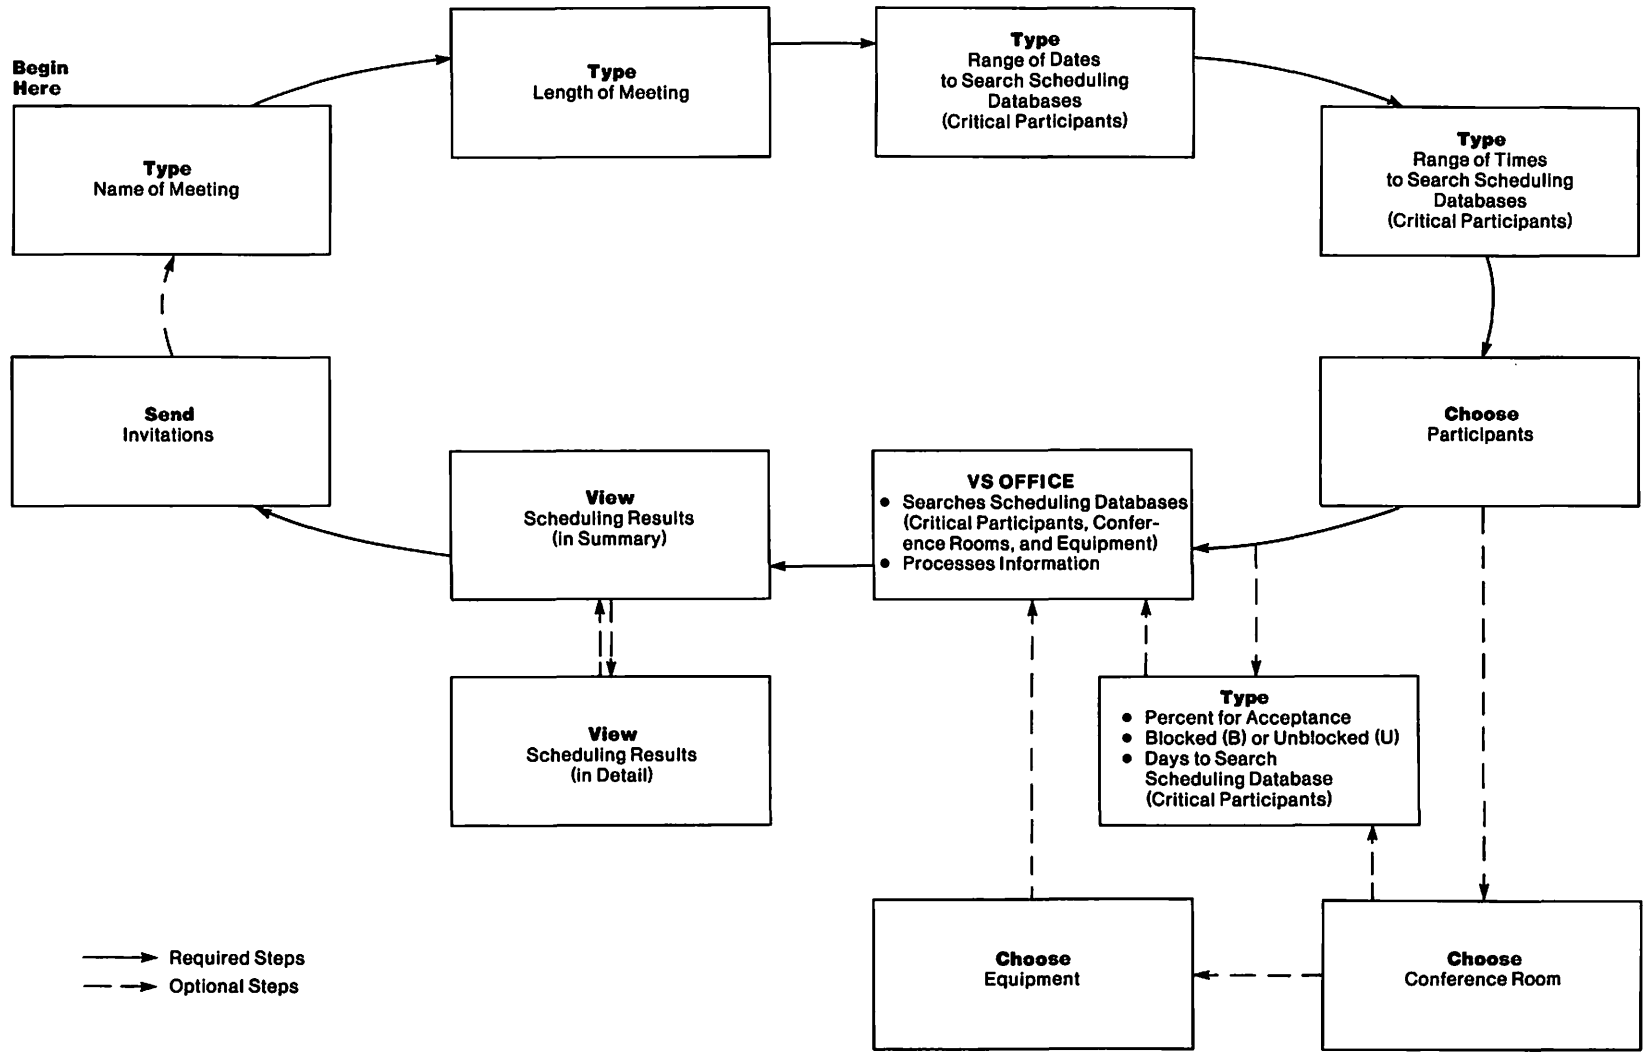 Begin
Here
Type
Name of Meeting
Type
Length of Meeting
Type
Range of Dates
to Search Scheduling
Databases
(Critical Participants)
Type
Range of Times
to Search Scheduling
Databases
(Critical Participants)
Send
Invitations
View
Scheduling Results
(in Summary)
VS OFFICE
● Searches Scheduling Databases
(Critical Participants, Confer-
ence Rooms, and Equipment)
● Processes Information
Choose
Participants
View
Scheduling Results
(in Detail)
Type
● Percent for Acceptance
● Blocked (B) or Unblocked (U)
● Days to Search
Scheduling Database
(Critical Participants)
Choose
Equipment
Choose
Conference Room
Required Steps
Optional Steps